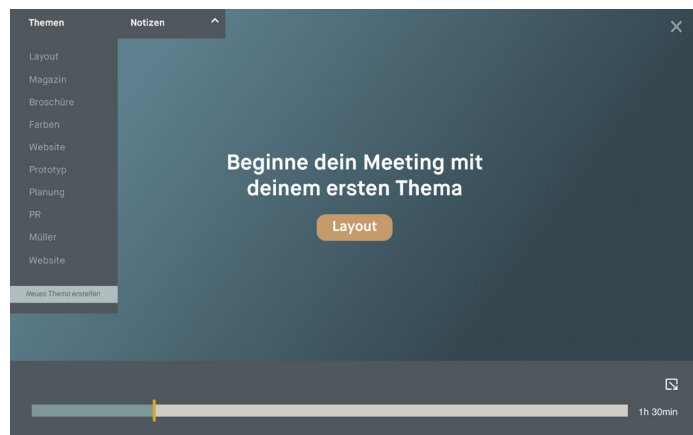 Themen
Notizen
Layout
Magazin
Broschüre
Farben
Website
Prototyp
Planung
PR
Müller
Website
Neues Thema erstellen
Beginne dein Meeting mit
deinem ersten Thema
Layout
1h 30min